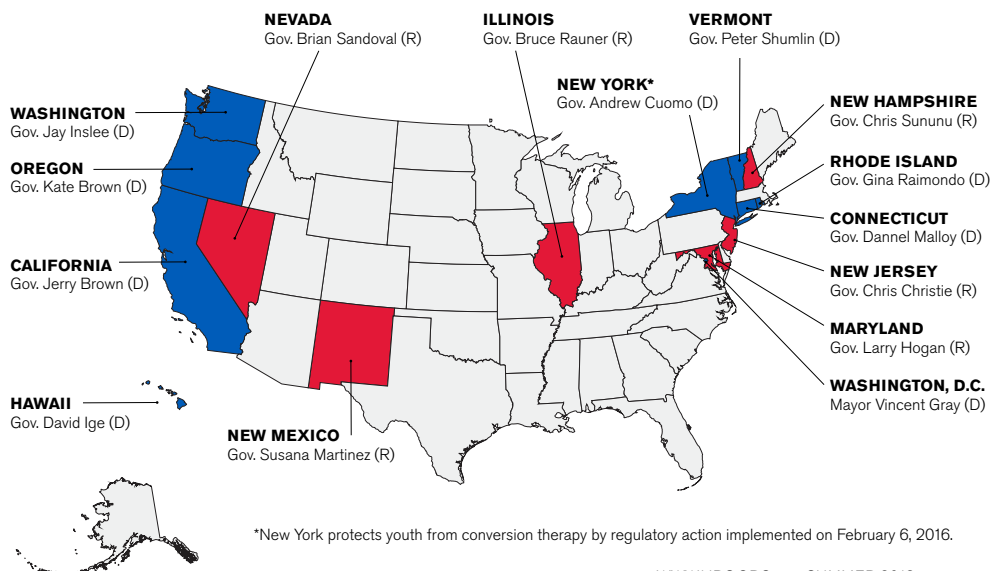 NEVADA
Gov. Brian Sandoval (R)
ILLINOIS
Gov. Bruce Rauner (R)
VERMONT
Gov. Peter Shumlin (D)
NEW YORK*
Gov. Andrew Cuomo (D)
WASHINGTON
Gov. Jay Inslee (D)
OREGON
Gov. Kate Brown (D)
CALIFORNIA
Gov. Jerry Brown (D)
HAWAII
Gov. David Ige (D)
NEW MEXICO
Gov. Susana Martinez (R)
NEW HAMPSHIRE
Gov. Chris Sununu (R)
RHODE ISLAND
Gov. Gina Raimondo (D)
CONNECTICUT
Gov. Dannel Malloy (D)
NEW JERSEY
Gov. Chris Christie (R)
MARYLAND
Gov. Larry Hogan (R)
WASHINGTON, D.C.
Mayor Vincent Gray (D)
*New York protects youth from conversion therapy by regulatory action implemented on February 6, 2016.